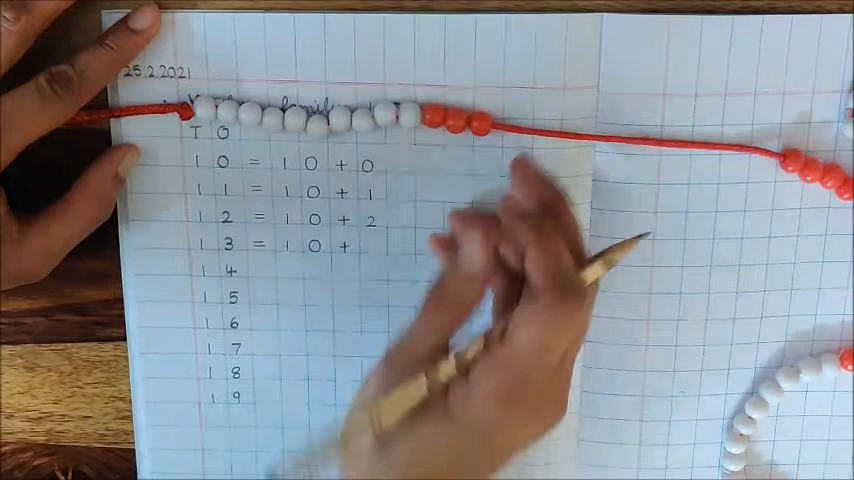 25.2.2021
family
T O
1 0 = 1 0 + 0
1 1 = 1 0 + 1
1 2 = 1 0 + 2
1 3 = 1 0 +
1 4
1 5
1 6
1 7
1 8
1 9